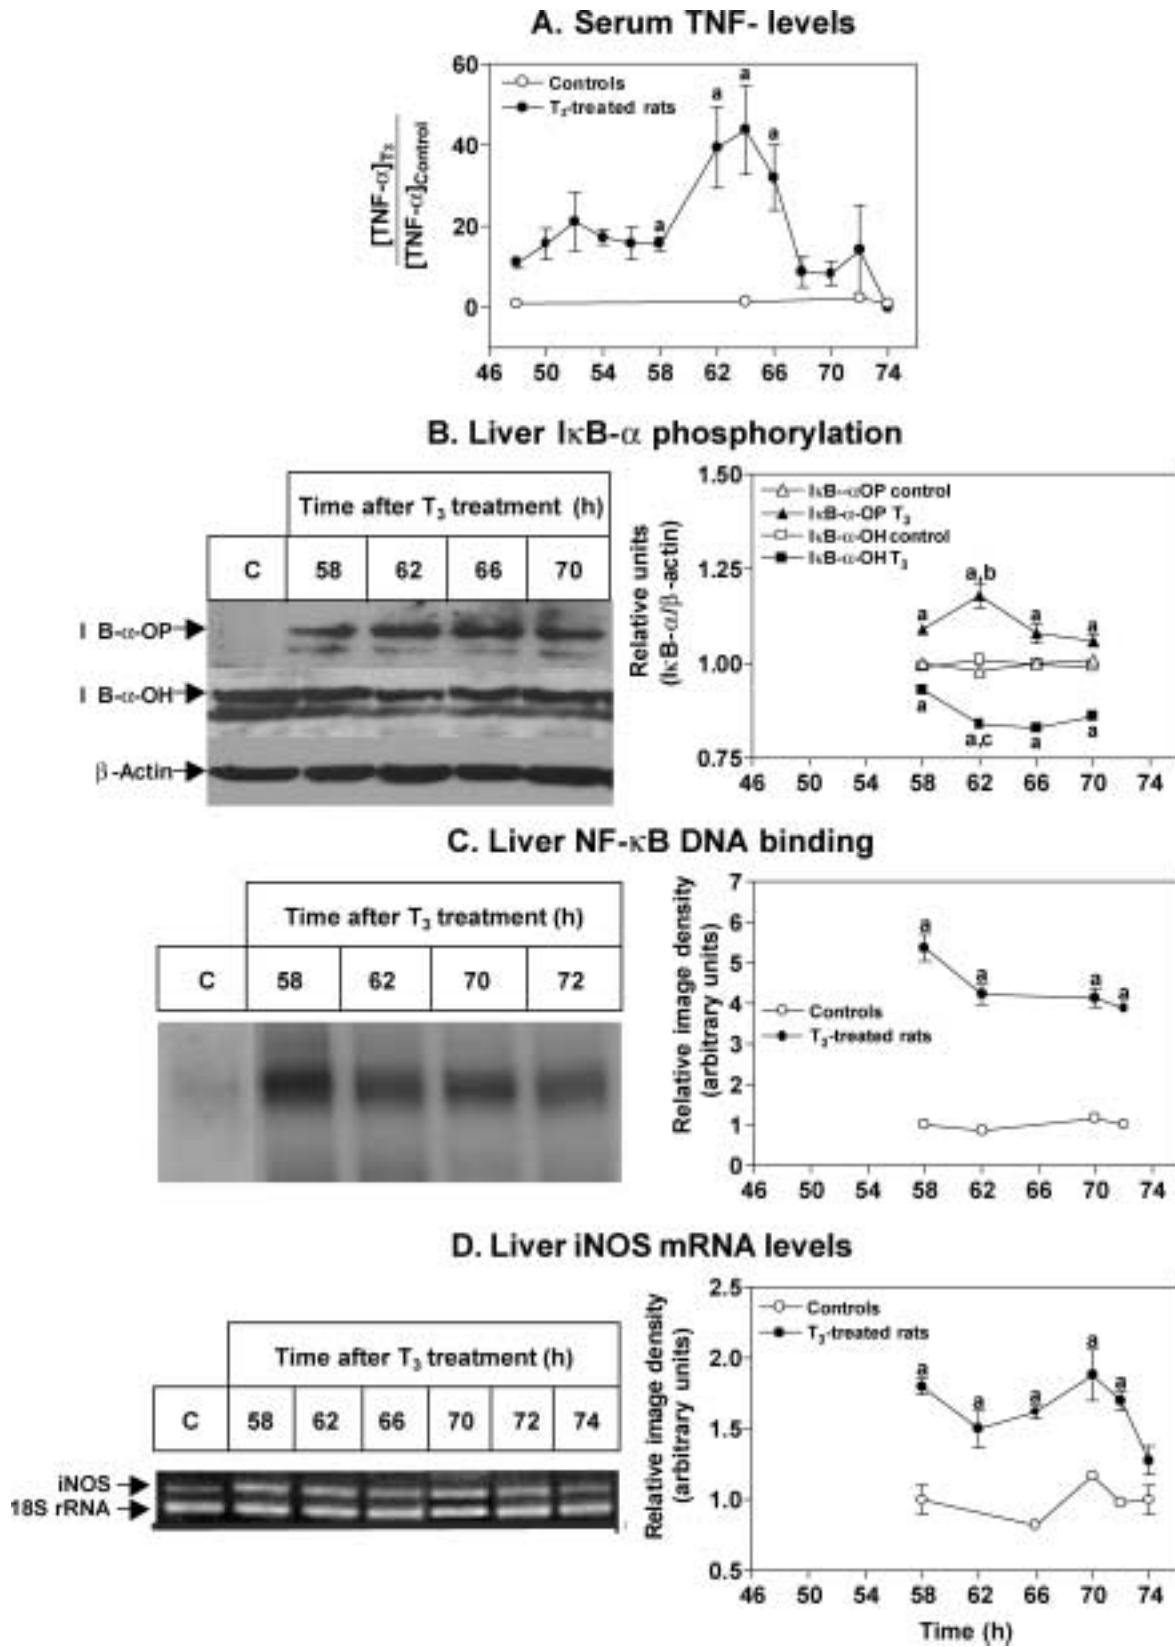 A. Serum TNF- levels
[TNF-α]T3
[TNF-α]Control
60
40
20
0
Controls
T3-treated rats
a
a
a
a
46 50 54 58 62 66 70 74
B. Liver IκB-α phosphorylation
Time after T3 treatment (h)
C 58 62 66 70
I B-α-OP
I B-α-OH
β-Actin
Relative units
(IκB-α/β-actin)
1.50
1.25
1.00
0.75
IκB-αOP control
IκB-α-OP T3
IκB-α-OH control
IκB-α-OH T3
a a,b a a
a a,c a a
46 50 54 58 62 66 70 74
C. Liver NF-κB DNA binding
Time after T3 treatment (h)
C 58 62 70 72
Relative image density
(arbitrary units)
7
6
5
4
3
2
1
0
Controls
T3-treated rats
a a a a
46 50 54 58 62 66 70 74
D. Liver iNOS mRNA levels
Time after T3 treatment (h)
C 58 62 66 70 72 74
iNOS
18S rRNA
Relative image density
(arbitrary units)
2.5
2.0
1.5
1.0
0.5
Controls
T3-treated rats
a a a a a
46 50 54 58 62 66 70 74
Time (h)